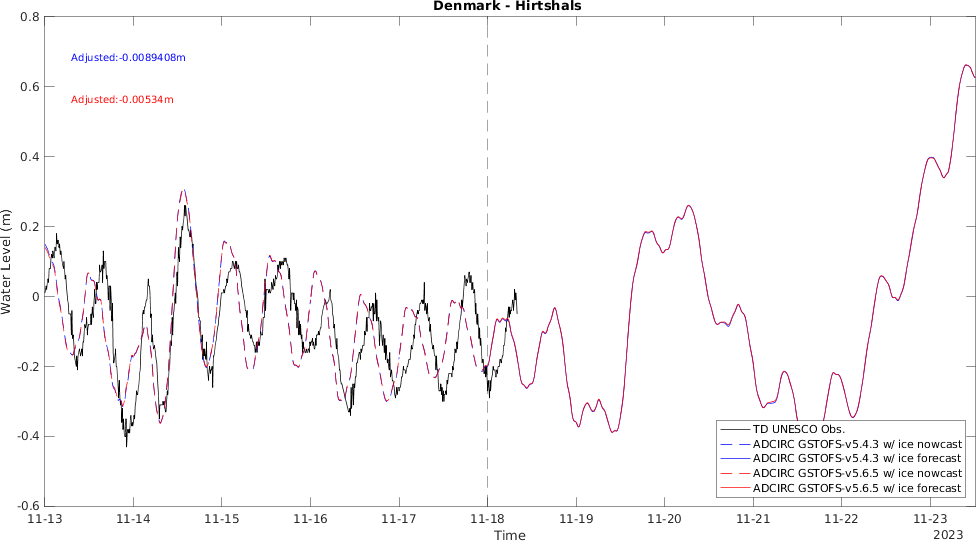 Denmark - Hirtshals
0.8
0.6
0.4
0.2
0
-0.2
-0.4
-0.6
Water Level (m)
Adjusted:-0.0089408m
Adjusted:-0.00534m
TD UNESCO Obs.
ADCIRC GSTOFS-v5.4.3 w/ ice nowcast
ADCIRC GSTOFS-v5.4.3 w/ ice forecast
ADCIRC GSTOFS-v5.6.5 w/ ice nowcast
ADCIRC GSTOFS-v5.6.5 w/ ice forecast
11-13 11-14 11-15 11-16 11-17 11-18 11-19 11-20 11-21 11-22 11-23
Time
2023